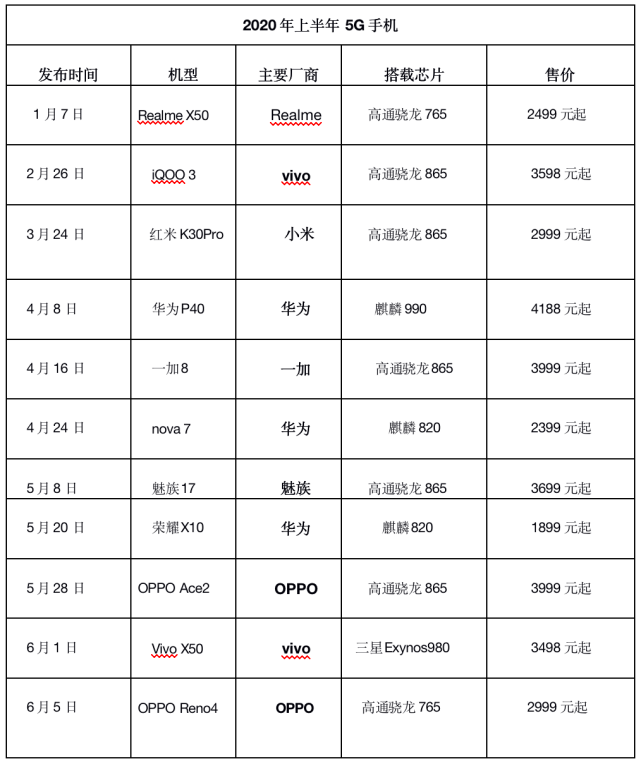 2020 年上半年 5G 手机
发布时间 机型 主要厂商 搭载芯片 售价
1 月 7 日 Realme X50 Realme 高通骁龙 765 2499 元起
2 月 26 日 iQOO 3 vivo 高通骁龙 865 3598 元起
3 月 24 日 红米 K30Pro 小米 高通骁龙 865 2999 元起
4 月 8 日 华为 P40 华为 麒麟 990 4188 元起
4 月 16 日 一加 8 一加 高通骁龙 865 3999 元起
4 月 24 日 nova 7 华为 麒麟 820 2399 元起
5 月 8 日 魅族 17 魅族 高通骁龙 865 3699 元起
5 月 20 日 荣耀 X10 华为 麒麟 820 1899 元起
5 月 28 日 OPPO Ace2 OPPO 高通骁龙 865 3999 元起
6 月 1 日 Vivo X50 vivo 三星 Exynos980 3498 元起
6 月 5 日 OPPO Reno4 OPPO 高通骁龙 765 2999 元起